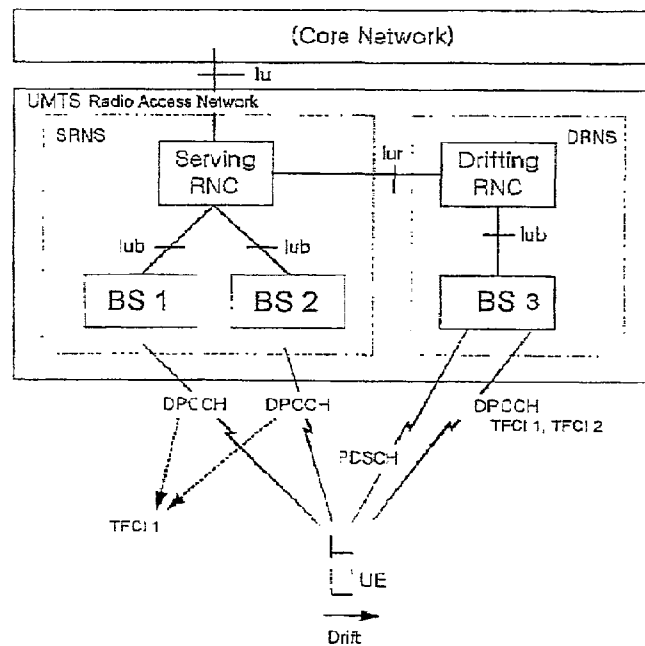 (Core Network)
Iu
UMTS Radio Access Network
SRNS
DRNS
Serving
RNC
Iur
Drifting
RNC
Iub
Iub
Iub
BS 1
BS 2
BS 3
DPCCH
DPCCH
DPCCH
TFCI 1, TFCI 2
PDSCH
TFCI 1
UE
Drift